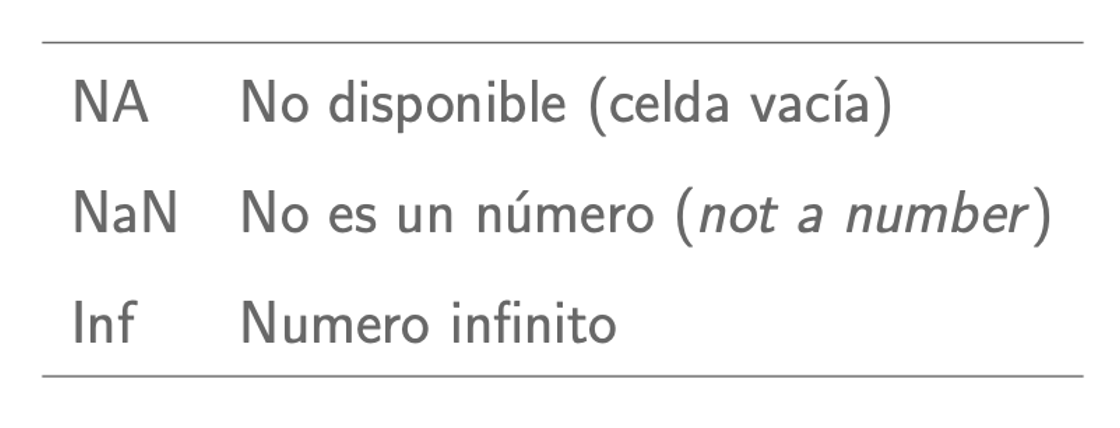 NA No disponible (celda vacía)
NaN No es un número (not a number)
Inf Numero infinito